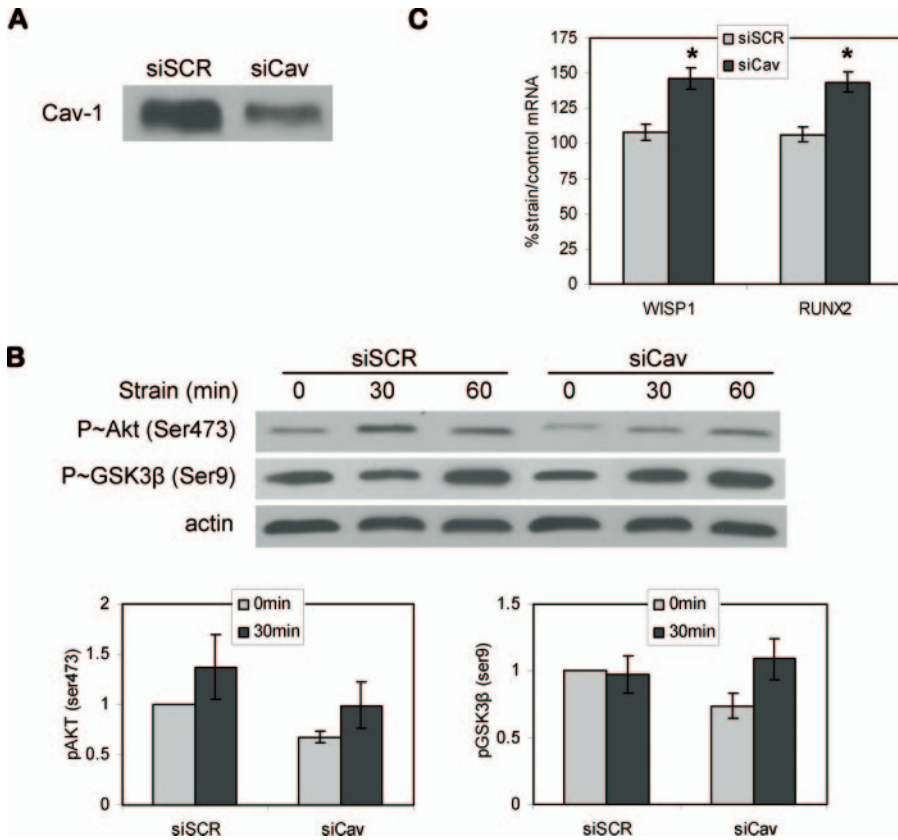 A
siSCR siCav
Cav-1
C
175
150
125
100
75
50
25
0
%strain/control mRNA
siSCR
siCav
*
*
WISP1 RUNX2
B
siSCR siCav
Strain (min) 0 30 60 0 30 60
P~Akt (Ser473)
P~GSK3β (Ser9)
actin
2
1.5
1
0.5
0
pAKT (ser473)
0min
30min
siSCR siCav
1.5
1
0.5
0
pGSK3β (ser9)
0min
30min
siSCR siCav